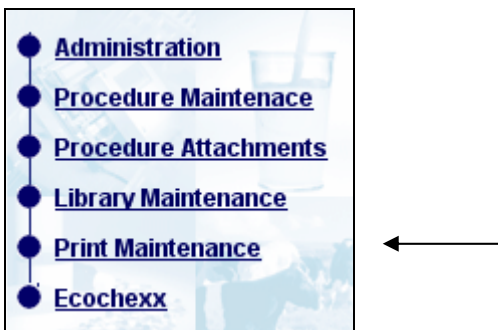 Administration
Procedure Maintenace
Procedure Attachments
Library Maintenance
Print Maintenance
Ecochexx